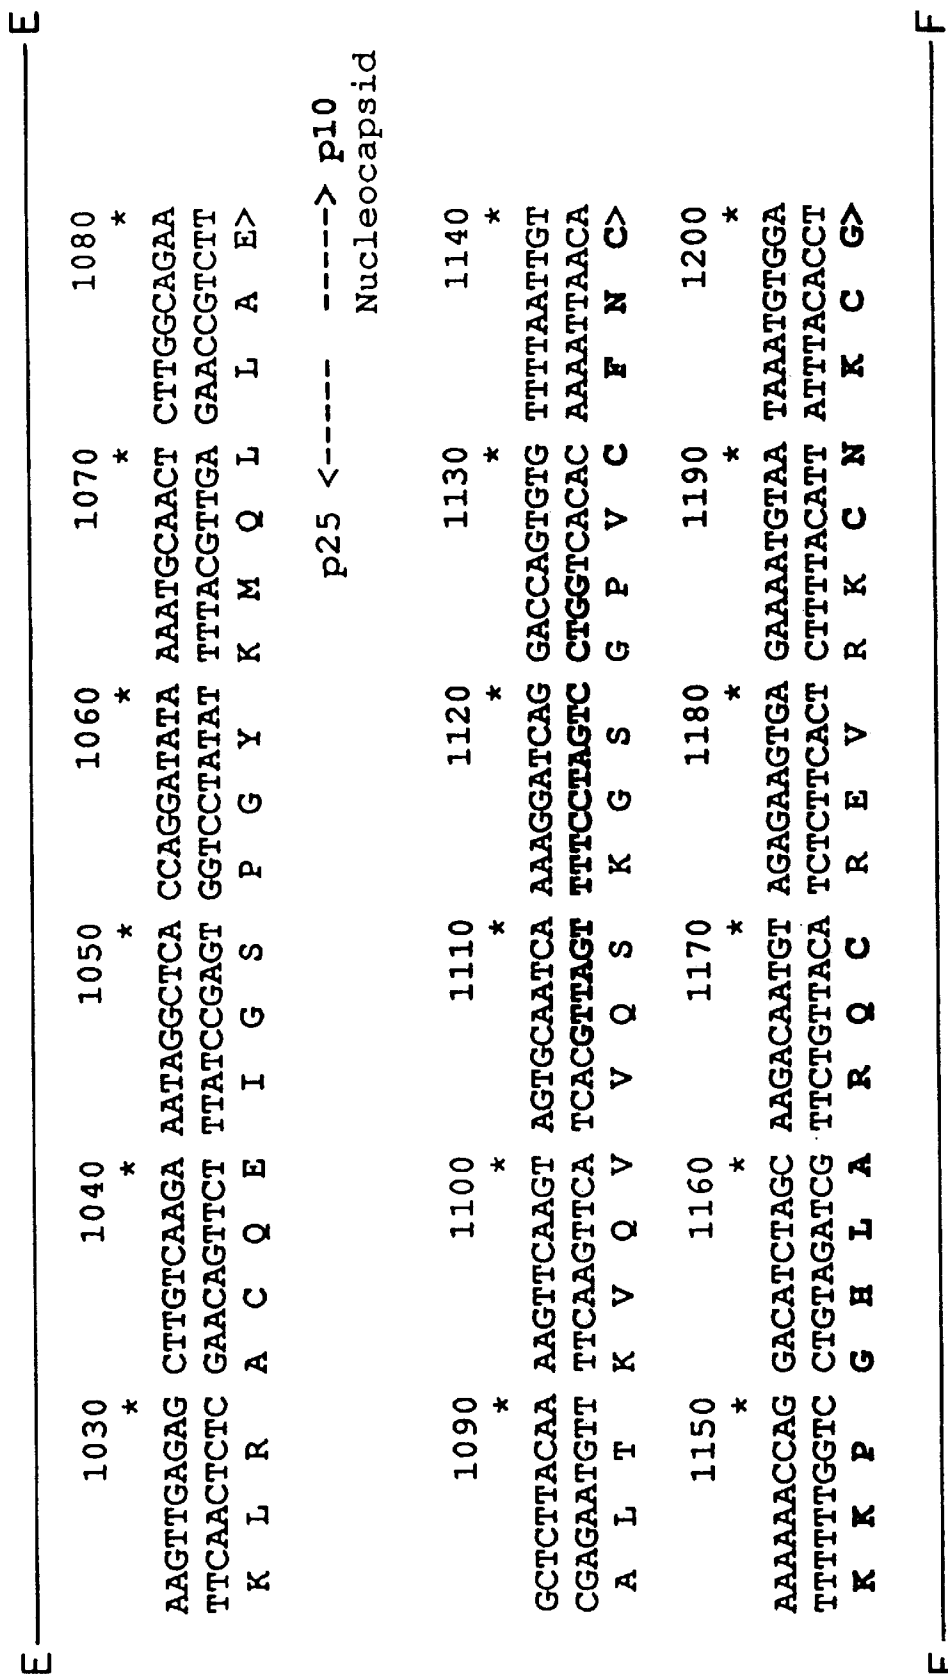 E E
1030 1040 1050 1060 1070 1080
* * * * * *
AAGTTGAGAG CTTGTCAAGA AATAGGCTCA CCAGGATATA AAATGCAACT CTTGGCAGAA
TTCAACTCTC GAACAGTTCT TTATCCGAGT GGTCCTATAT TTTACGTTGA GAACCGTCTT
K L R A C Q E I G S P G Y K M Q L L A E>
p25 <----- -----> p10
Nucleocapsid
1090 1100 1110 1120 1130 1140
* * * * * *
GCTCTTACAA AAGTTCAAGT AGTGCAATCA AAAGGATCAG GACCAGTGTG TTTTAATTGT
CGAGAATGTT TTCAAGTTCA TCACGTTAGT TTTCCTAGTC CTGGTCACAC AAAATTAACA
A L T K V Q V V Q S K G S G P V C F N C>
1150 1160 1170 1180 1190 1200
* * * * * *
AAAAAACCAG GACATCTAGC AAGACAATGT AGAGAAGTGA GAAAATGTAA TAAATGTGGA
TTTTTTGGTC CTGTAGATCG TTCTGTTACA TCTCTTCACT CTTTTACATT ATTTACACCT
K K P G H L A R Q C R E V R K C N K C G>
F F